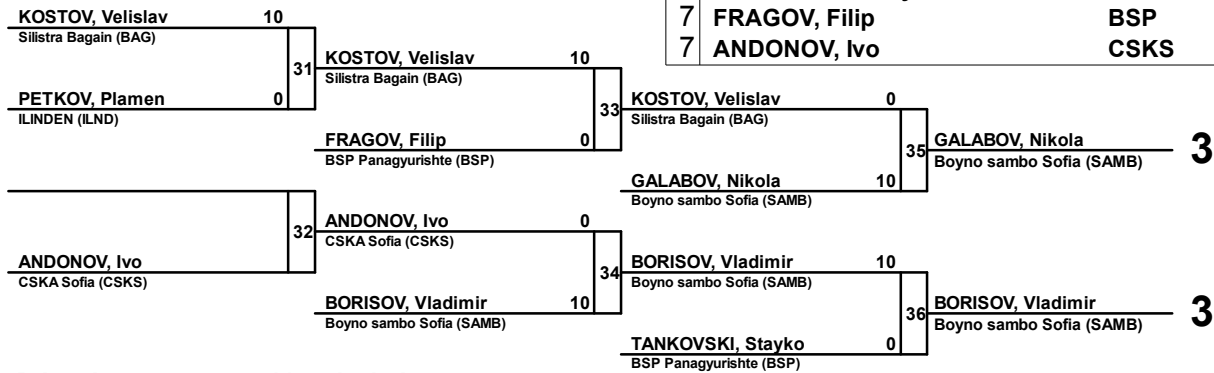 7 FRAGOV, Filip BSP
7 ANDONOV, Ivo CSKS
KOSTOV, Velislav 10
Silistra Bagain (BAG)
31
PETKOV, Plamen 0
ILINDEN (ILND)
KOSTOV, Velislav 10
Silistra Bagain (BAG)
33
FRAGOV, Filip 0
BSP Panagyurishte (BSP)
KOSTOV, Velislav 0
Silistra Bagain (BAG)
35
GALABOV, Nikola 10
Boyno sambo Sofia (SAMB)
GALABOV, Nikola 3
Boyno sambo Sofia (SAMB)
32
ANDONOV, Ivo
CSKA Sofia (CSKS)
ANDONOV, Ivo 0
CSKA Sofia (CSKS)
34
BORISOV, Vladimir 10
Boyno sambo Sofia (SAMB)
BORISOV, Vladimir 10
Boyno sambo Sofia (SAMB)
36
TANKOVSKI, Stayko 0
BSP Panagyurishte (BSP)
BORISOV, Vladimir 3
Boyno sambo Sofia (SAMB)